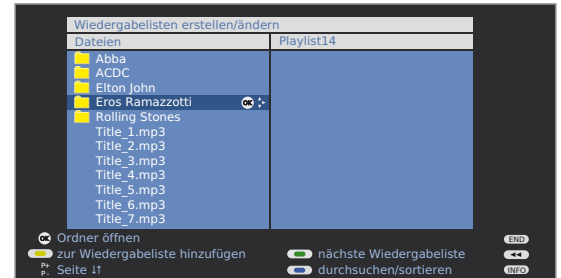 Wiedergabelisten erstellen/ändern
Dateien Playlist14
Abba
ACDC
Elton John
Eros Ramazzotti OK
Rolling Stones
Title_1.mp3
Title_2.mp3
Title_3.mp3
Title_4.mp3
Title_5.mp3
Title_6.mp3
Title_7.mp3
OK Ordner öffnen END
zur Wiedergabeliste hinzufügen nächste Wiedergabeliste
P+ P- Seite ↓↑ durchsuchen/sortieren INFO